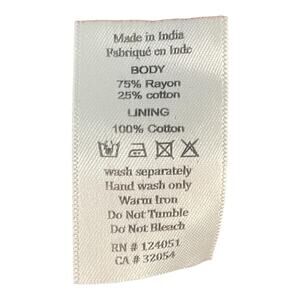 Made in India
Fabriqué en Inde
BODY
75% Rayon
25% cotton
LINING
100% Cotton
wash separately
Hand wash only
Warm Iron
Do Not Tumble
Do Not Bleach
RN # 124051
CA # 32054